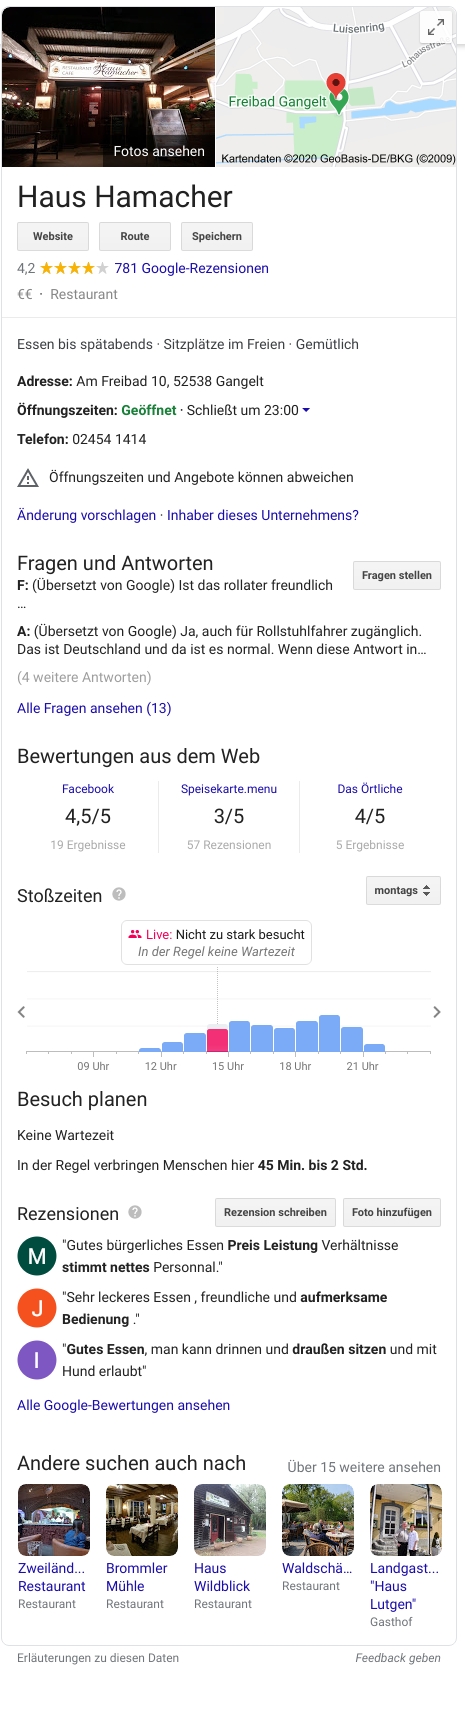 RESTAURANT
CAFE
Haus Hamacher
Fotos ansehen
Luisenring
Lohausstraß
Freibad Gangelt
Kartendaten ©2020 GeoBasis-DE/BKG (©2009)
Haus Hamacher
Website Route Speichern
4,2 781 Google-Rezensionen
€€ · Restaurant
Essen bis spätabends · Sitzplätze im Freien · Gemütlich
Adresse: Am Freibad 10, 52538 Gangelt
Öffnungszeiten: Geöffnet · Schließt um 23:00
Telefon: 02454 1414
Öffnungszeiten und Angebote können abweichen
Änderung vorschlagen · Inhaber dieses Unternehmens?
Fragen und Antworten
Fragen stellen
F: (Übersetzt von Google) Ist das rollater freundlich
...
A: (Übersetzt von Google) Ja, auch für Rollstuhlfahrer zugänglich.
Das ist Deutschland und da ist es normal. Wenn diese Antwort in...
(4 weitere Antworten)
Alle Fragen ansehen (13)
Bewertungen aus dem Web
Facebook Speisekarte.menu Das Örtliche
4,5/5 3/5 4/5
19 Ergebnisse 57 Rezensionen 5 Ergebnisse
Stoßzeiten ? montags
Live: Nicht zu stark besucht
In der Regel keine Wartezeit
09 Uhr 12 Uhr 15 Uhr 18 Uhr 21 Uhr
Besuch planen
Keine Wartezeit
In der Regel verbringen Menschen hier 45 Min. bis 2 Std.
Rezensionen ? Rezension schreiben Foto hinzufügen
M "Gutes bürgerliches Essen Preis Leistung Verhältnisse
stimmt nettes Personnal."
J "Sehr leckeres Essen , freundliche und aufmerksame
Bedienung ."
I "Gutes Essen, man kann drinnen und draußen sitzen und mit
Hund erlaubt"
Alle Google-Bewertungen ansehen
Andere suchen auch nach Über 15 weitere ansehen
Zweiländ... Brommler Haus Waldschä... Landgast...
Restaurant Mühle Wildblick Restaurant "Haus
Restaurant Restaurant Restaurant Lutgen"
Gasthof
Erläuterungen zu diesen Daten Feedback geben